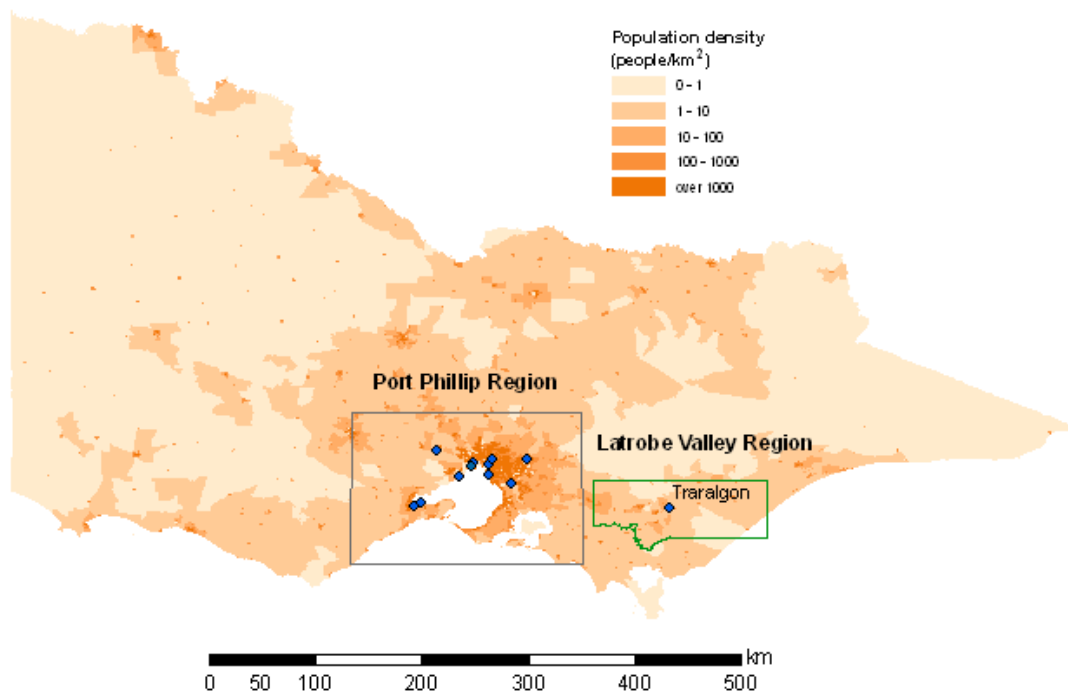 Population density
(people/km²)
0 - 1
1 - 10
10 - 100
100 - 1000
over 1000
Port Phillip Region
Latrobe Valley Region
Traralgon
km
0 50 100 200 300 400 500